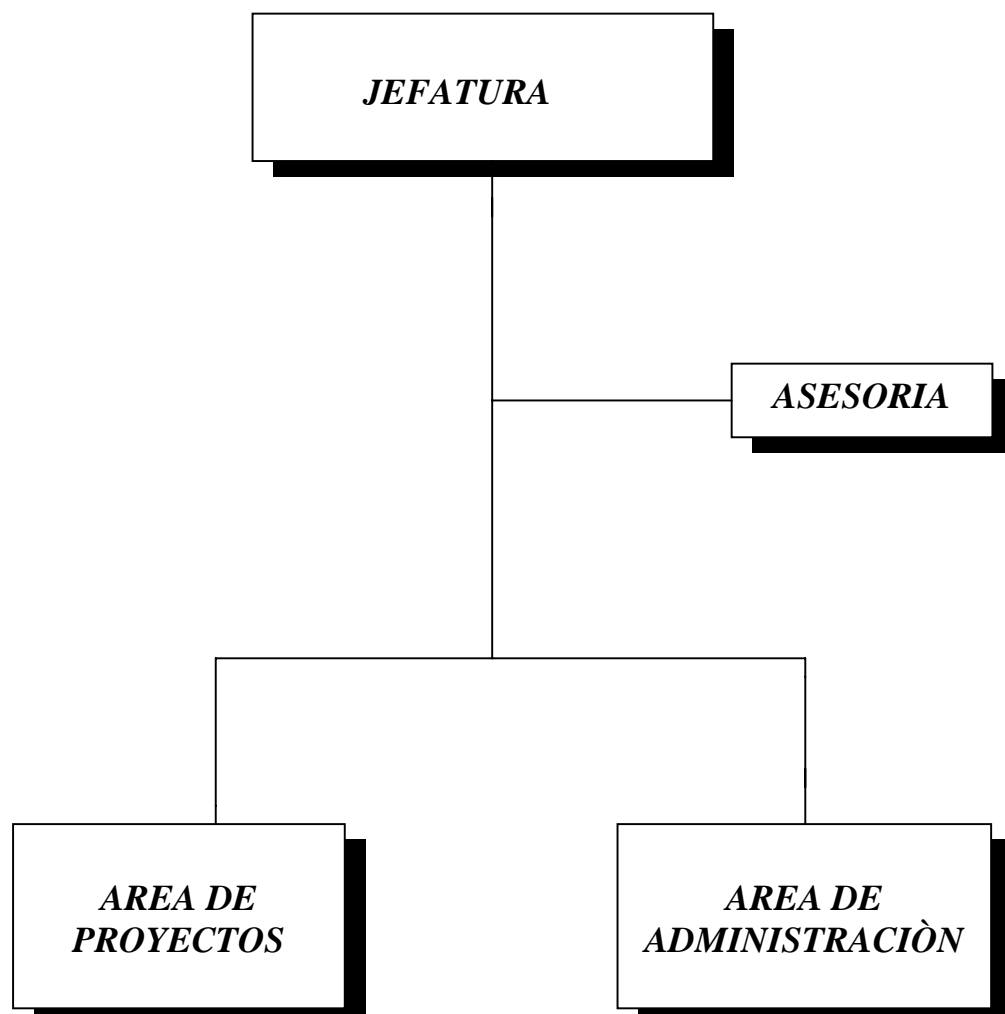 JEFATURA
ASESORIA
AREA DE
PROYECTOS
AREA DE
ADMINISTRACIÒN